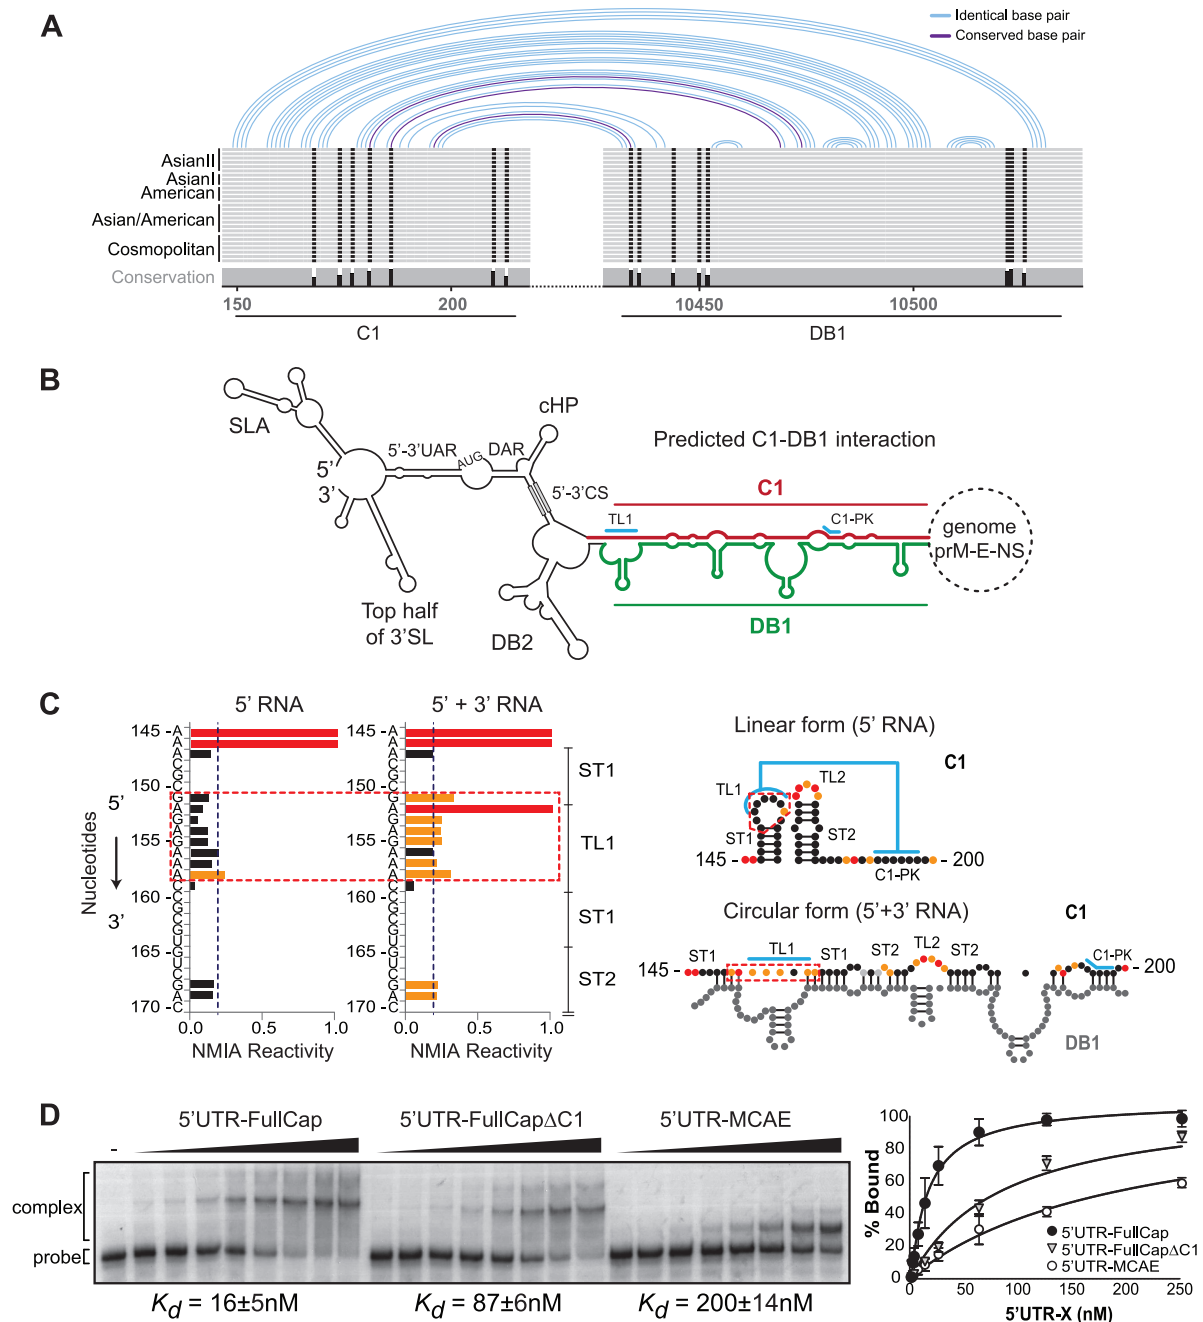 A
Identical base pair
Conserved base pair
AsianII
AsianI
American
Asian/American
Cosmopolitan
Conservation
150 200 10450 10500
C1 DB1
B
SLA
cHP
Predicted C1-DB1 interaction
5'-3'UAR
AUG
DAR
5'
3'
5'-3'CS
C1
TL1
C1-PK
genome
prM-E-NS
Top half
of 3'SL
DB2
DB1
C
5' RNA 5' + 3' RNA
145 -A
A
A
C
G
150 -C
G
A
G
A
155 -G
A
A
A
C
160 -G
C
G
U
G
165 -U
U
C
G
A
170 -C
Nucleotides
5'
3'
0.0 0.5 1.0
NMIA Reactivity
145 -A
A
A
C
G
150 -C
G
A
G
A
155 -G
A
A
A
C
160 -G
C
G
U
G
165 -U
U
C
G
A
170 -C
0.0 0.5 1.0
NMIA Reactivity
ST1
TL1
ST1
ST2
Linear form (5' RNA)
C1
TL1 TL2
ST1 ST2
145 - - 200
C1-PK
Circular form (5'+3' RNA) C1
ST1 TL1 ST1 ST2 TL2 ST2 C1-PK
145 - - 200
DB1
D
5'UTR-FullCap 5'UTR-FullCapΔC1 5'UTR-MCAE
-
complex
probe
Kd = 16±5nM Kd = 87±6nM Kd = 200±14nM
% Bound
100
80
60
40
20
0
5'UTR-FullCap
5'UTR-FullCapΔC1
5'UTR-MCAE
0 50 100 150 200 250
5'UTR-X (nM)